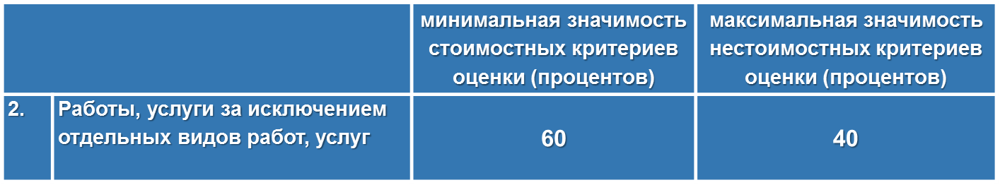 минимальная значимость
стоимостных критериев
оценки (процентов)
максимальная значимость
нестоимостных критериев
оценки (процентов)
2.
Работы, услуги за исключением
отдельных видов работ, услуг
60
40